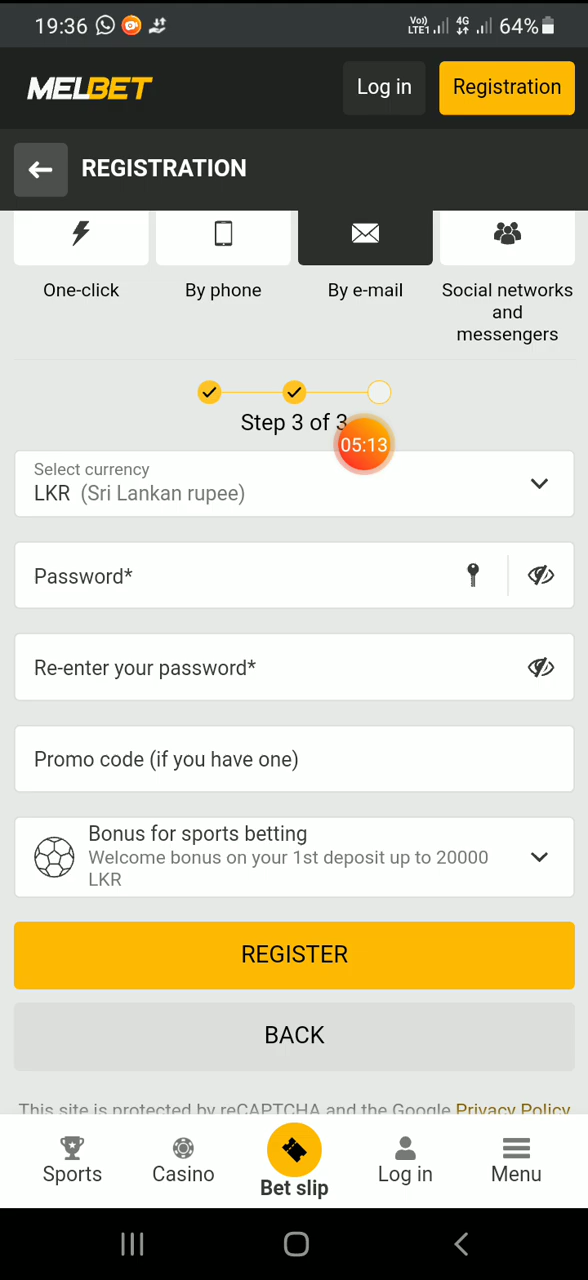 19:36 Vo)) LTE1 4G 64%
MELBET Log in Registration
REGISTRATION
One-click By phone By e-mail Social networks
and
messengers
Step 3 of 3
05:13
Select currency
LKR (Sri Lankan rupee)
Password*
Re-enter your password*
Promo code (if you have one)
Bonus for sports betting
Welcome bonus on your 1st deposit up to 20000
LKR
REGISTER
BACK
This site is protected by reCAPTCHA and the Google Privacy Policy
Sports Casino Bet slip Log in Menu